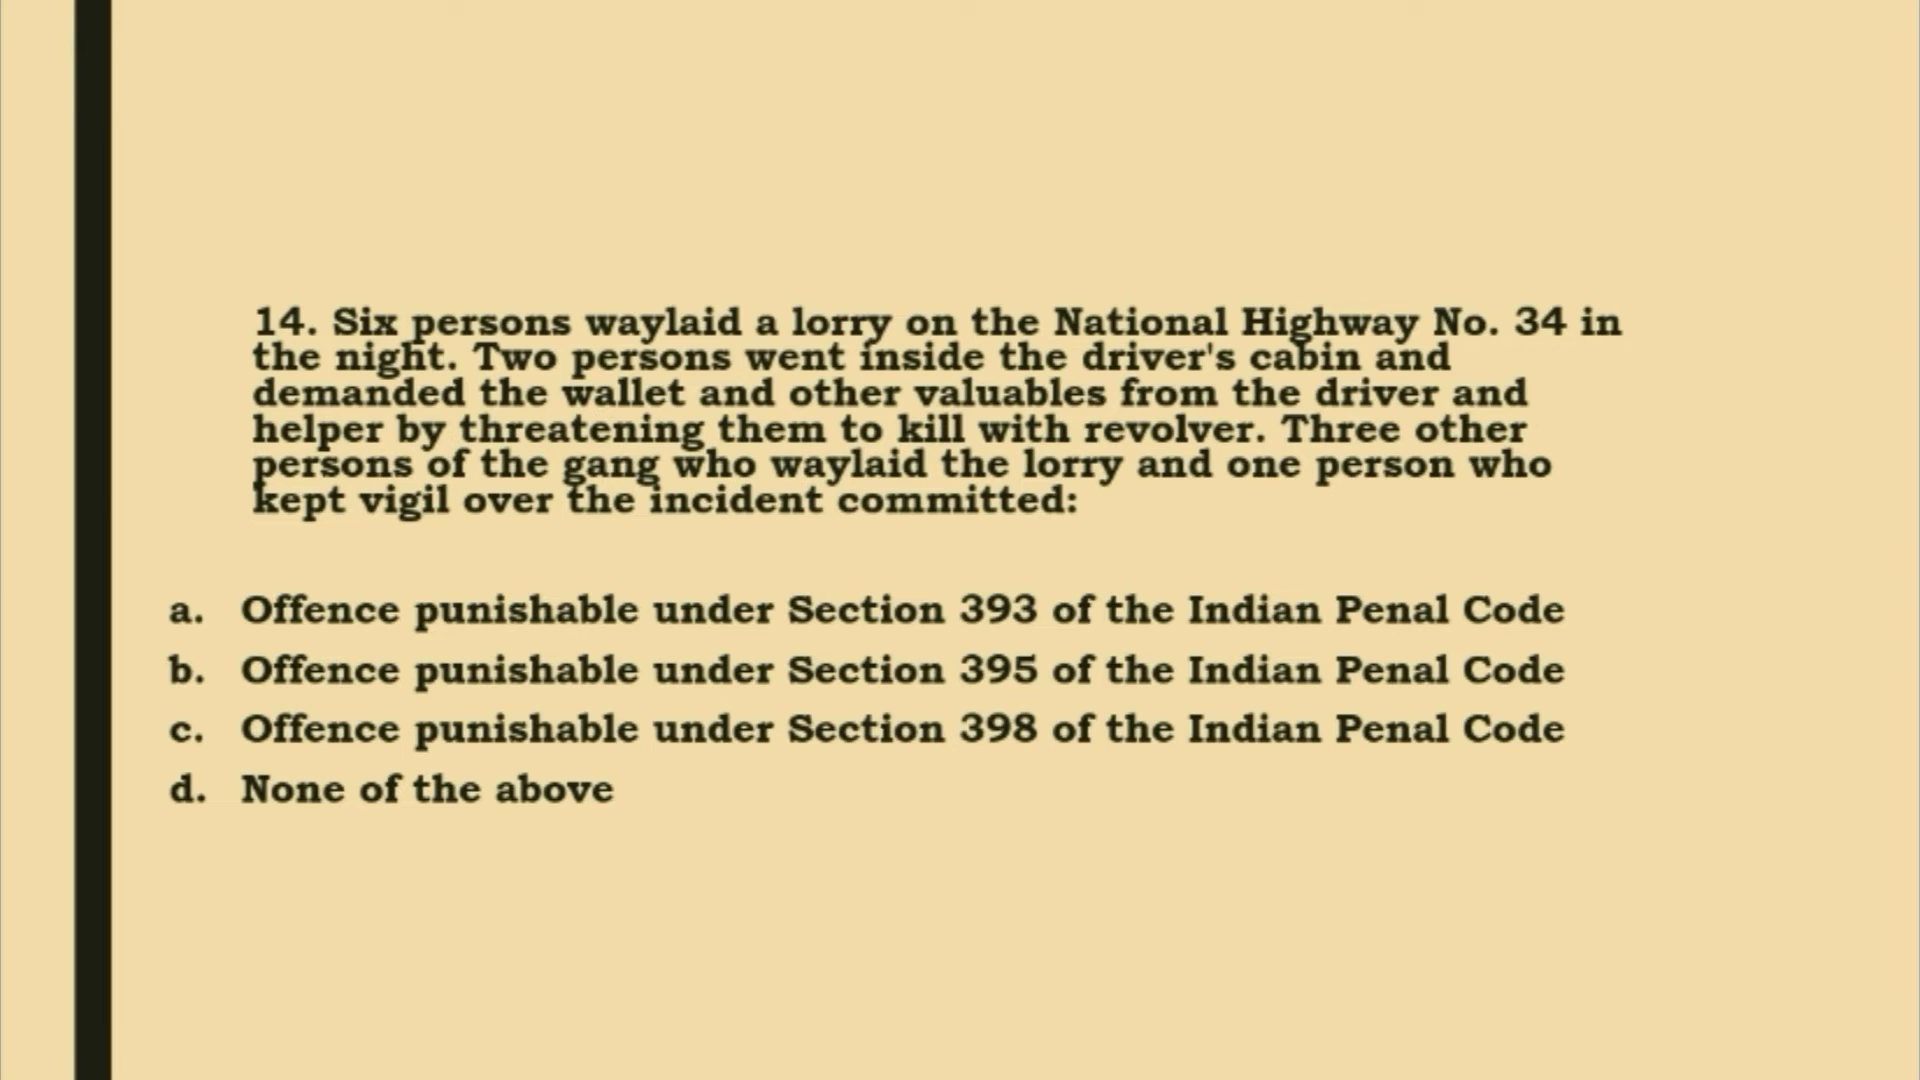 14. Six persons waylaid a lorry on the National Highway No. 34 in
the night. Two persons went inside the driver's cabin and
demanded the wallet and other valuables from the driver and
helper by threatening them to kill with revolver. Three other
persons of the gang who waylaid the lorry and one person who
kept vigil over the incident committed:
a. Offence punishable under Section 393 of the Indian Penal Code
b. Offence punishable under Section 395 of the Indian Penal Code
c. Offence punishable under Section 398 of the Indian Penal Code
d. None of the above